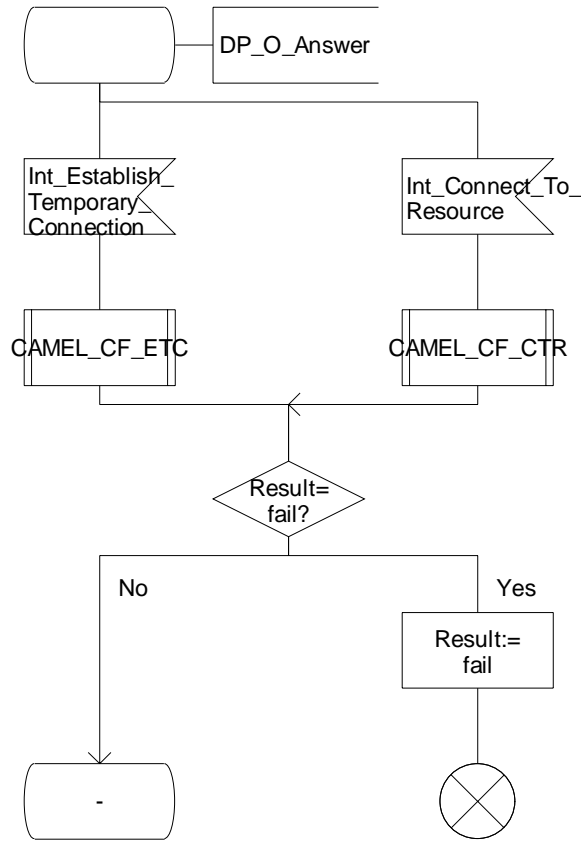 DP_O_Answer
Int_Establish_
Temporary_
Connection
Int_Connect_To_
Resource
CAMEL_CF_ETC
CAMEL_CF_CTR
Result=
fail?
No
Yes
Result:=
fail
-